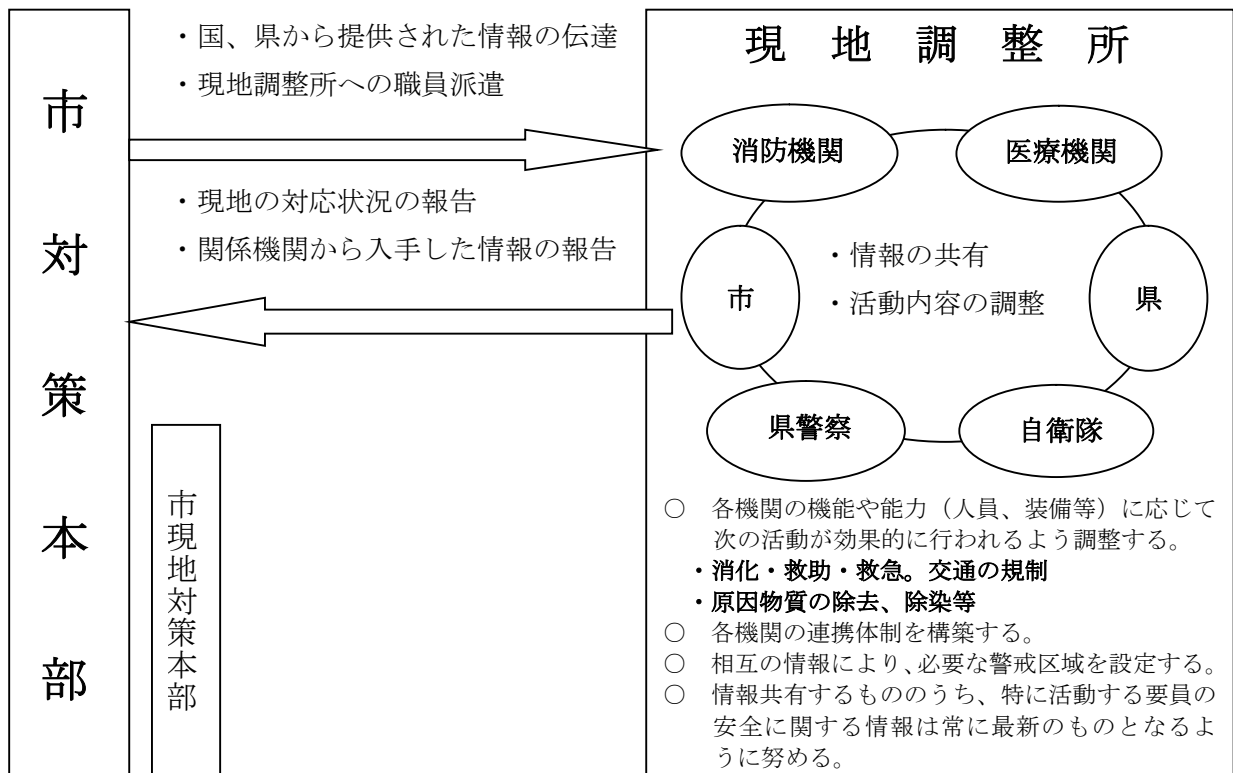 市対策本部
・国、県から提供された情報の伝達
・現地調整所への職員派遣
・現地の対応状況の報告
・関係機関から入手した情報の報告
市現地対策本部
現地調整所
消防機関
医療機関
市
・情報の共有
・活動内容の調整
県
県警察
自衛隊
○ 各機関の機能や能力（人員、装備等）に応じて
次の活動が効果的に行われるよう調整する。
・消化・救助・救急。交通の規制
・原因物質の除去、除染等
○ 各機関の連携体制を構築する。
○ 相互の情報により、必要な警戒区域を設定する。
○ 情報共有するもののうち、特に活動する要員の
安全に関する情報は常に最新のものとなるよ
うに努める。